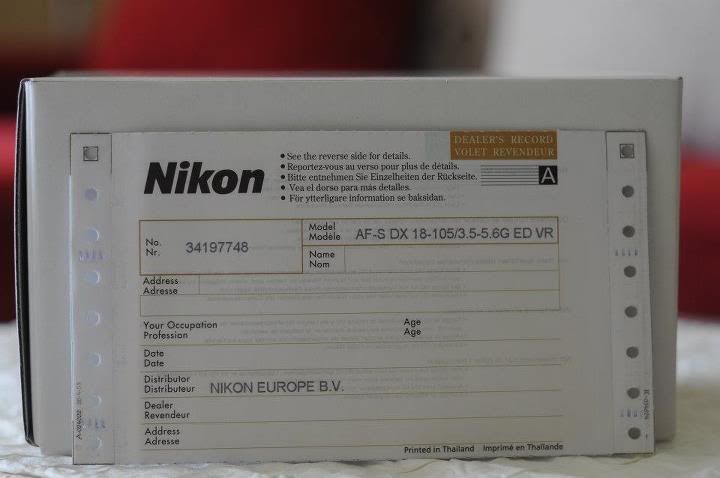 DEALER'S RECORD
VOLET REVENDEUR
Nikon
• See the reverse side for details.
• Reportez-vous au verso pour plus de détails.
• Bitte entnehmen Sie Einzelheiten der Rückseite.
• Vea el dorso para más detalles.
• För ytterligare information se baksidan.
A
No.
Nr.
34197748
Model
Modèle
AF-S DX 18-105/3.5-5.6G ED VR
Name
Nom
Address
Adresse
Your Occupation
Profession
Age
Age
Date
Date
Distributor
Distributeur
NIKON EUROPE B.V.
Dealer
Revendeur
Address
Adresse
Printed in Thailand Imprimé en Thaïlande